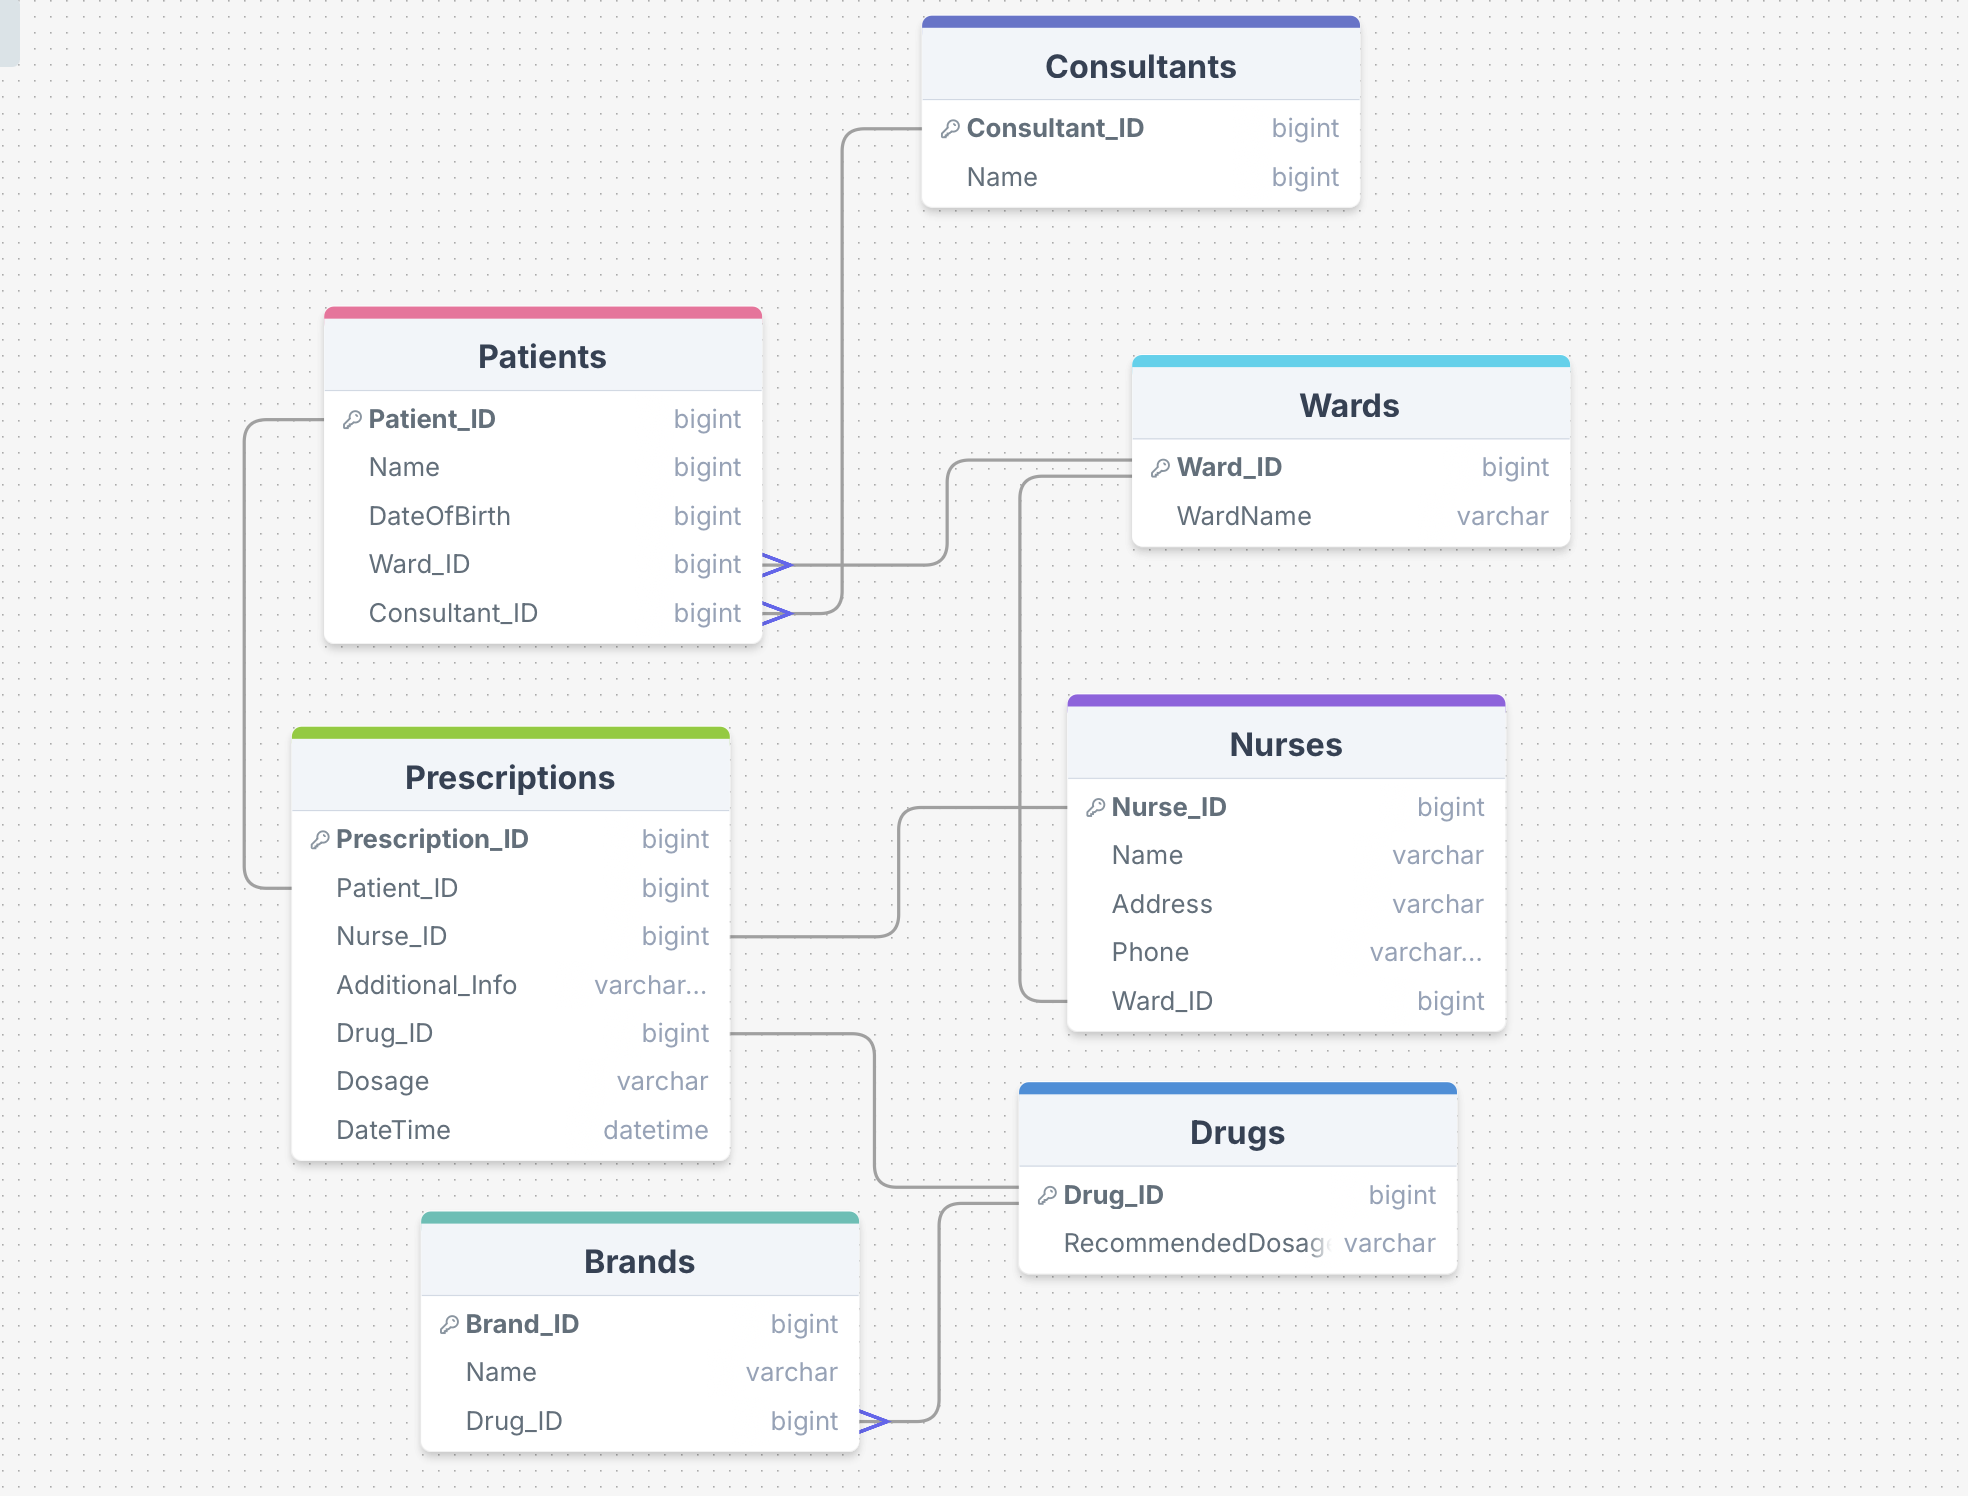 Consultants
Consultant_ID bigint
Name bigint
Patients
Patient_ID bigint
Name bigint
DateOfBirth bigint
Ward_ID bigint
Consultant_ID bigint
Wards
Ward_ID bigint
WardName varchar
Prescriptions
Prescription_ID bigint
Patient_ID bigint
Nurse_ID bigint
Additional_Info varchar...
Drug_ID bigint
Dosage varchar
DateTime datetime
Nurses
Nurse_ID bigint
Name varchar
Address varchar
Phone varchar...
Ward_ID bigint
Drugs
Drug_ID bigint
RecommendedDosag varchar
Brands
Brand_ID bigint
Name varchar
Drug_ID bigint